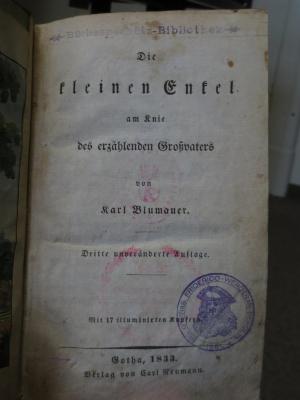 Die
kleinen Enkel
am Knie
des erzählenden Großvaters
von
Karl Blumauer.
Dritte unveränderte Auflage.
Mit 17 illuminirten Kupfern.
Gotha, 1833.
Verlag von Carl Neumann.